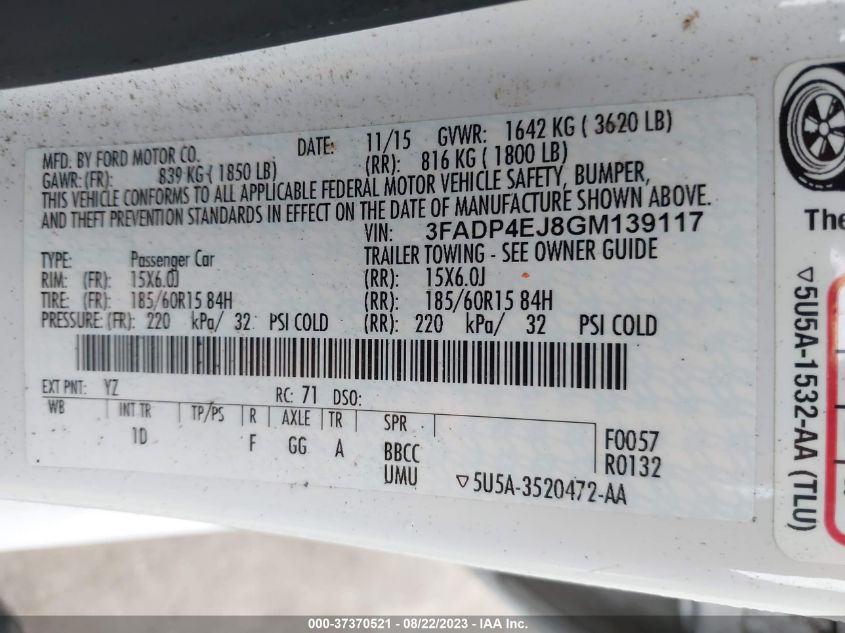 MFD. BY FORD MOTOR CO. DATE: 11/15 GVWR: 1642 KG ( 3620 LB)
GAWR: (FR): 839 KG ( 1850 LB) (RR): 816 KG ( 1800 LB)
THIS VEHICLE CONFORMS TO ALL APPLICABLE FEDERAL MOTOR VEHICLE SAFETY, BUMPER,
AND THEFT PREVENTION STANDARDS IN EFFECT ON THE DATE OF MANUFACTURE SHOWN ABOVE.
VIN: 3FADP4EJ8GM139117
TYPE: Passenger Car TRAILER TOWING - SEE OWNER GUIDE
RIM: (FR): 15X6.0J (RR): 15X6.0J
TIRE: (FR): 185/60R15 84H (RR): 185/60R15 84H
PRESSURE: (FR): 220 kPa/ 32 PSI COLD (RR): 220 kPa/ 32 PSI COLD
EXT PNT: YZ RC: 71 DSO:
WB INT TR TP/PS R AXLE TR SPR
1D F GG A BBCC F0057
UMU R0132
▽5U5A-3520472-AA
The
▽5U5A-1532-AA (TLU)
000-37370521 - 08/22/2023 - IAA Inc.